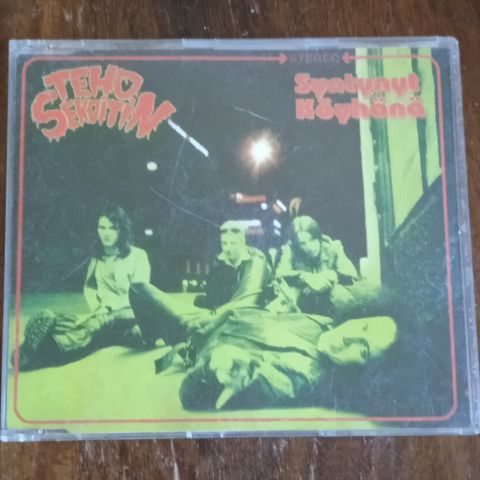 STEREO
TEHO
SEKOITIN
Syntynyt
Köyhänä